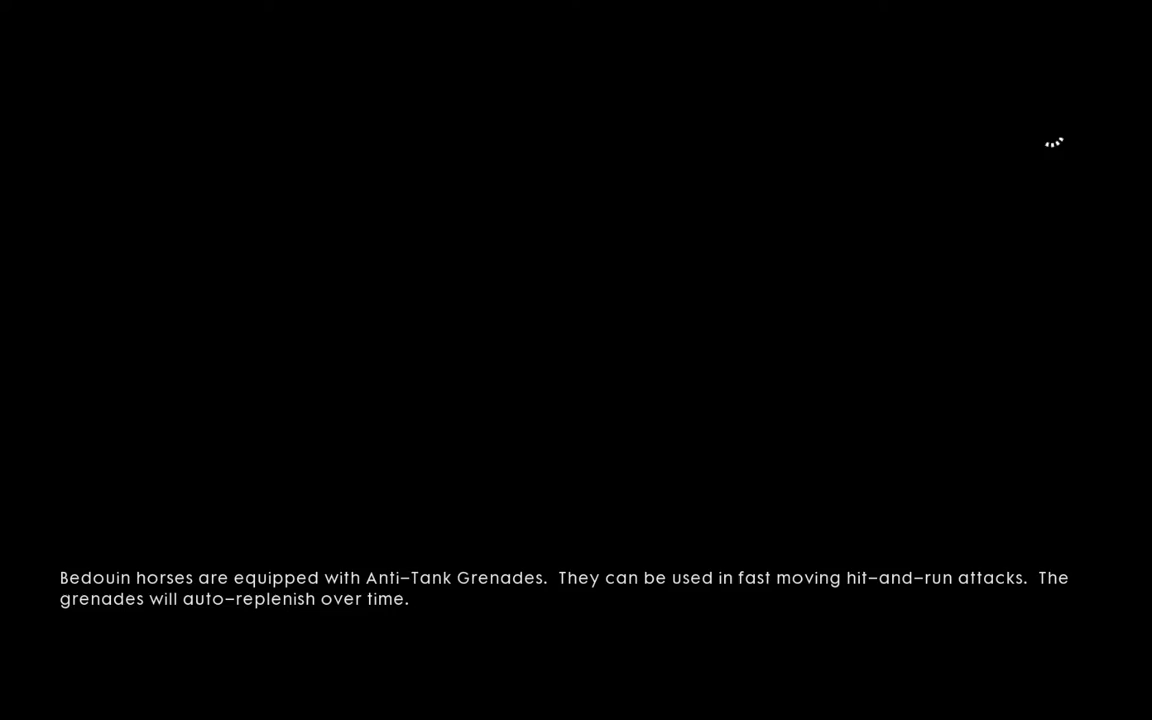 Bedouin horses are equipped with Anti-Tank Grenades.  They can be used in fast moving hit-and-run attacks.  The
grenades will auto-replenish over time.